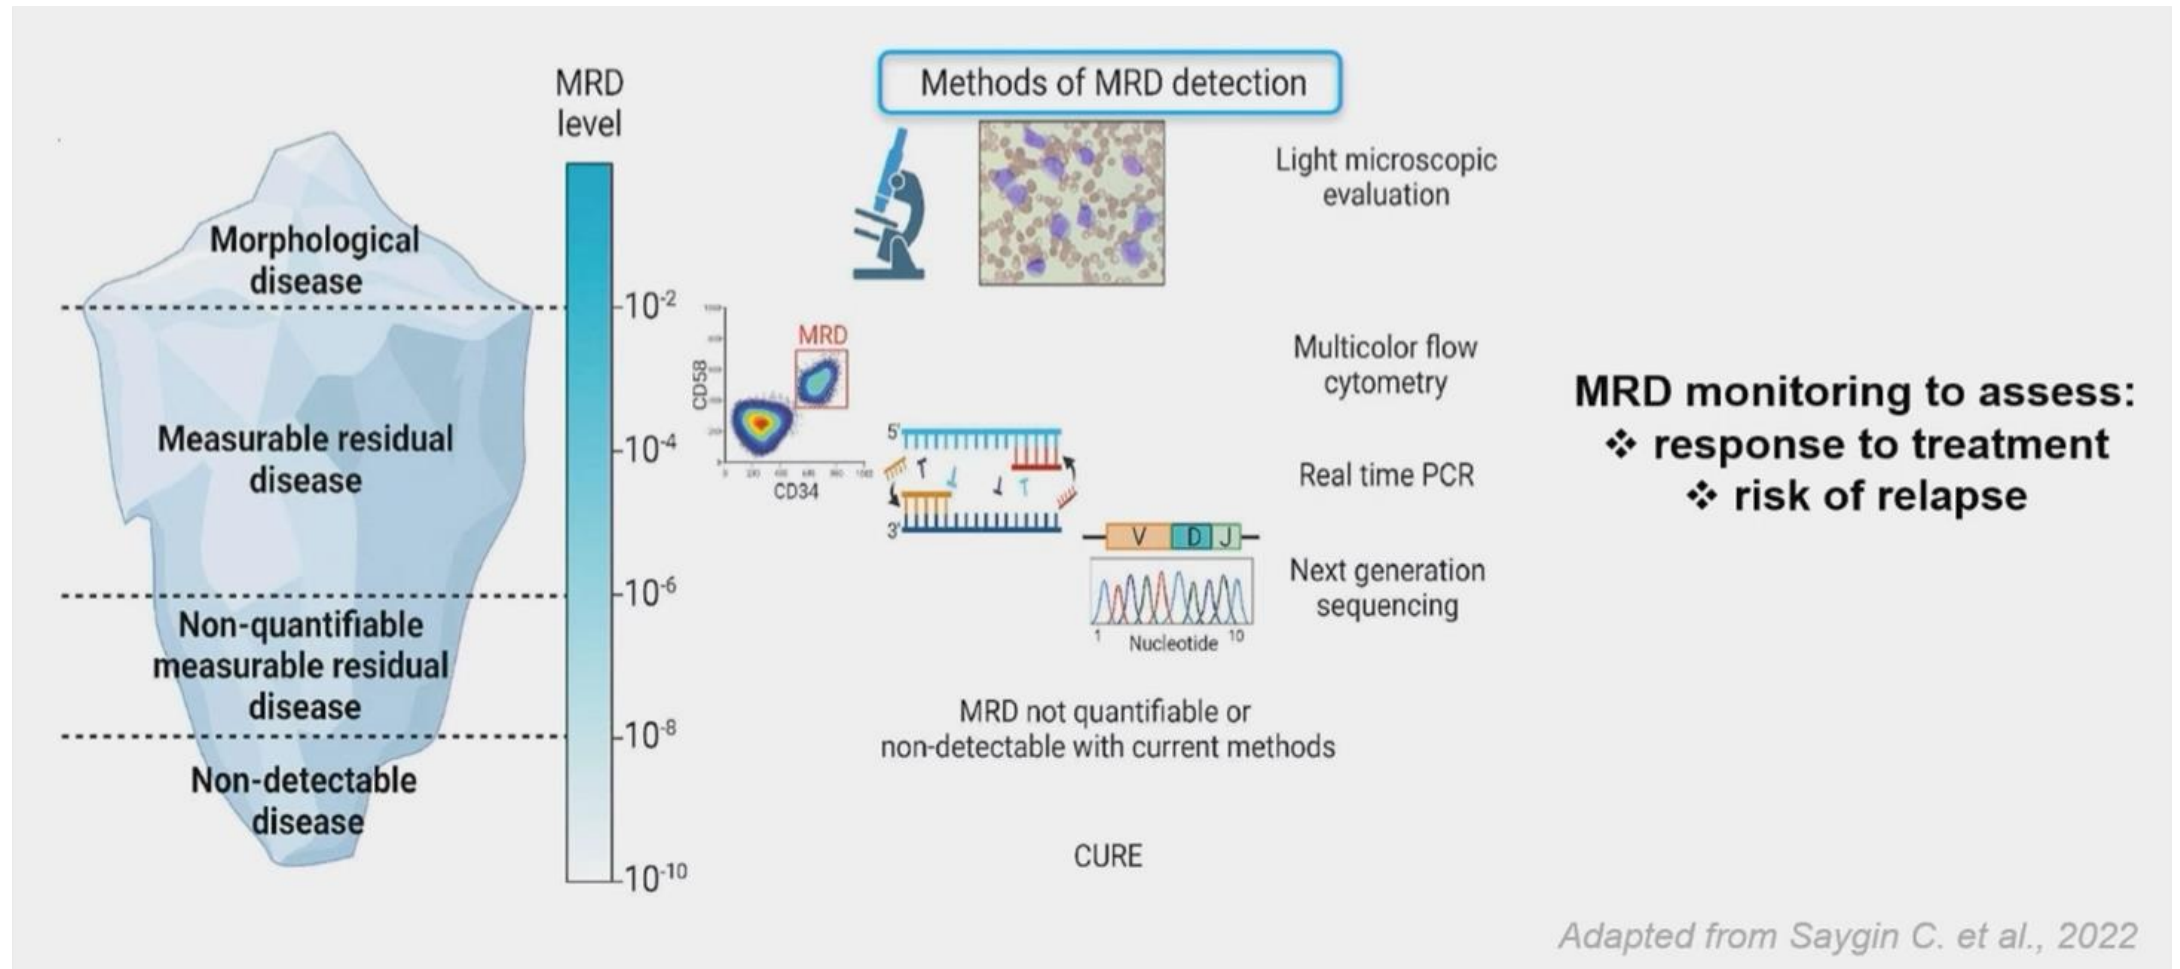 MRD
level
Methods of MRD detection
Light microscopic
evaluation
Morphological
disease
10-2
MRD
CD58
CD34
Multicolor flow
cytometry
MRD monitoring to assess:
❖ response to treatment
❖ risk of relapse
Measurable residual
disease
10-4
5'
3'
Real time PCR
V D J
Next generation
sequencing
1 Nucleotide 10
10-6
Non-quantifiable
measurable residual
disease
MRD not quantifiable or
non-detectable with current methods
10-8
Non-detectable
disease
CURE
10-10
Adapted from Saygin C. et al., 2022